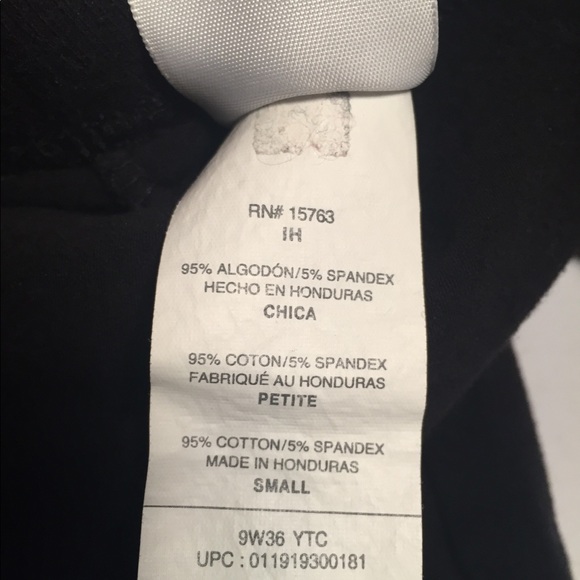 RN# 15763
IH
95% ALGODÓN/5% SPANDEX
HECHO EN HONDURAS
CHICA
95% COTON/5% SPANDEX
FABRIQUÉ AU HONDURAS
PETITE
95% COTTON/5% SPANDEX
MADE IN HONDURAS
SMALL
9W36 YTC
UPC : 011919300181